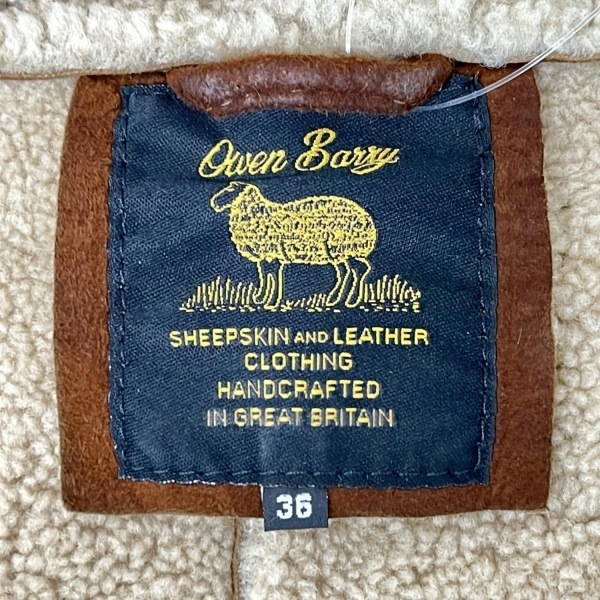 Owen Barry
SHEEPSKIN AND LEATHER
CLOTHING
HANDCRAFTED
IN GREAT BRITAIN
36